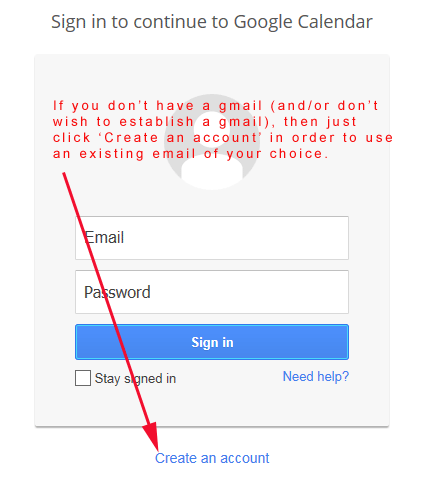 Sign in to continue to Google Calendar
If you don't have a gmail (and/or don't
wish to establish a gmail), then just
click 'Create an account' in order to use
an existing email of your choice.
Email
Password
Sign in
Stay signed in
Need help?
Create an account